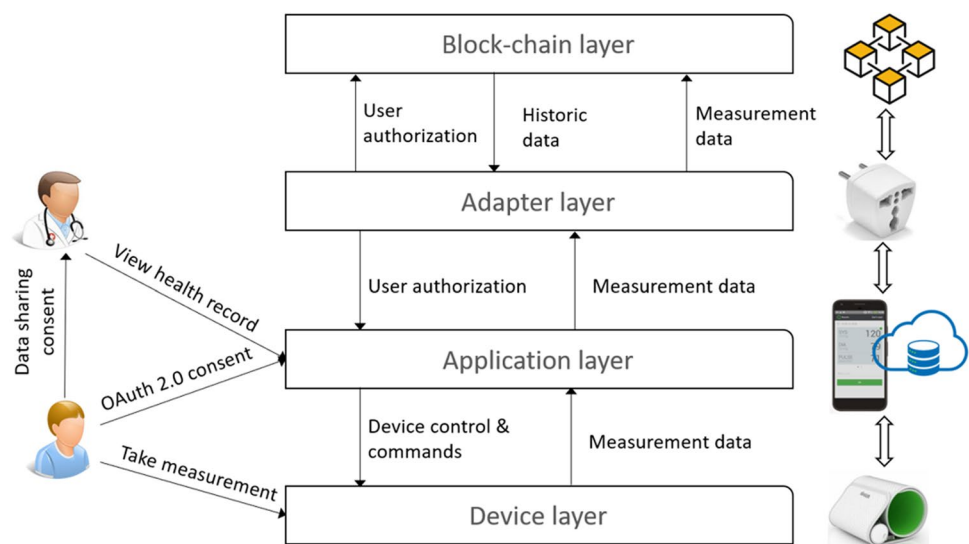 Block-chain layer
User
authorization
Historic
data
Measurement
data
Adapter layer
User authorization
Measurement data
View health record
Data sharing
consent
OAuth 2.0 consent
Application layer
120
Device control &
commands
Measurement data
Take measurement
Device layer